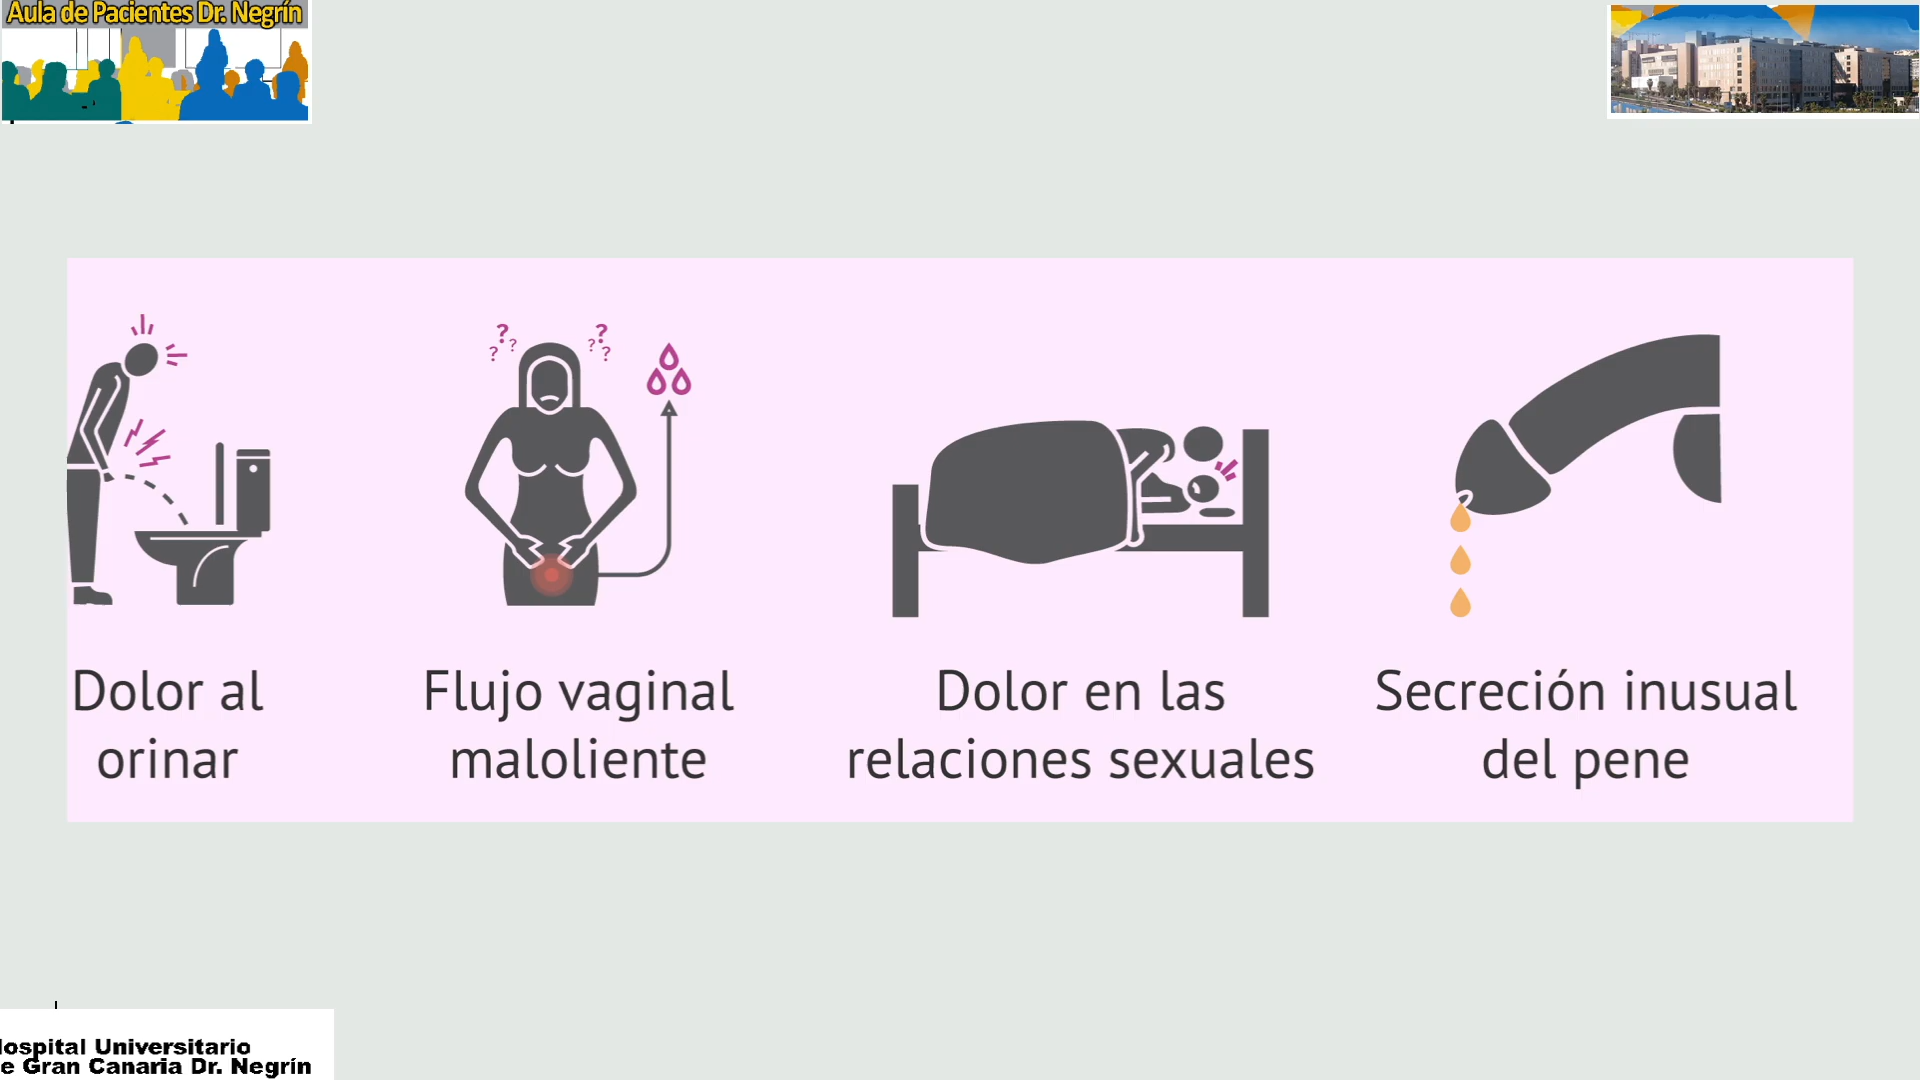 Aula de Pacientes Dr. Negrín
Dolor al
orinar
Flujo vaginal
maloliente
Dolor en las
relaciones sexuales
Secreción inusual
del pene
? ? ? ?
? ? ? ?
ospital Universitario
e Gran Canaria Dr. Negrín